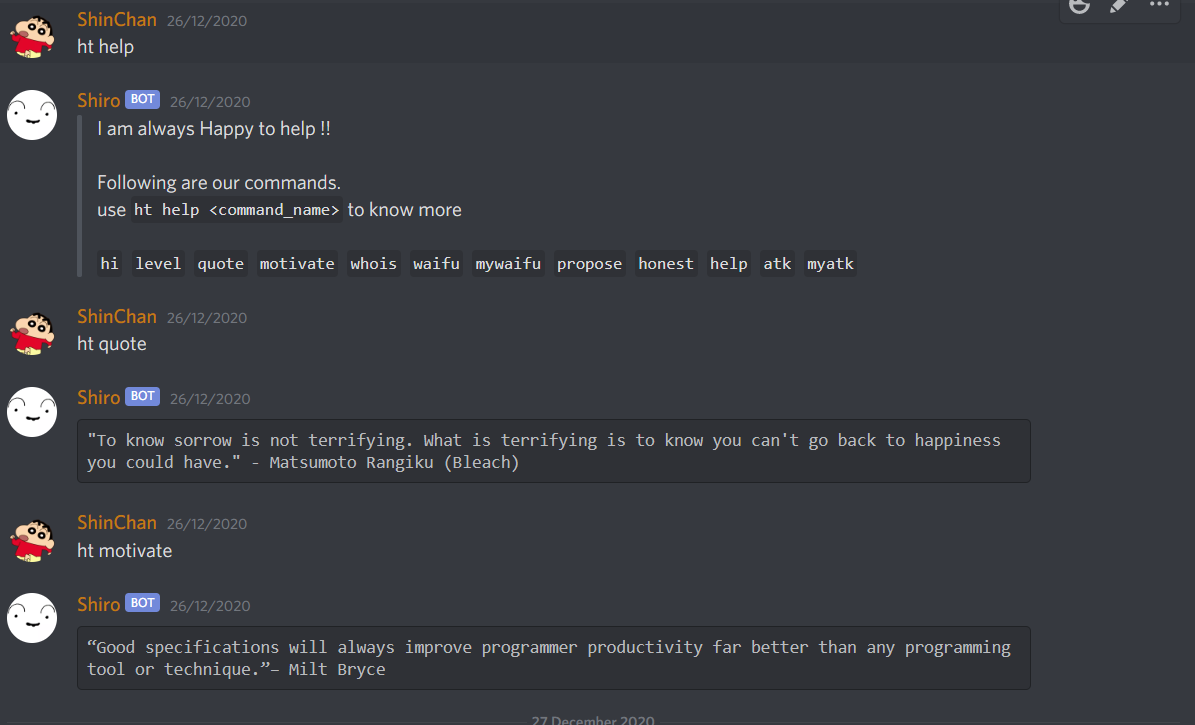 ShinChan 26/12/2020
ht help
Shiro BOT 26/12/2020
I am always Happy to help !!
Following are our commands.
use ht help <command_name> to know more
hi level quote motivate whois waifu mywaifu propose honest help atk myatk
ShinChan 26/12/2020
ht quote
Shiro BOT 26/12/2020
"To know sorrow is not terrifying. What is terrifying is to know you can't go back to happiness
you could have." - Matsumoto Rangiku (Bleach)
ShinChan 26/12/2020
ht motivate
Shiro BOT 26/12/2020
“Good specifications will always improve programmer productivity far better than any programming
tool or technique.”– Milt Bryce
27 December 2020